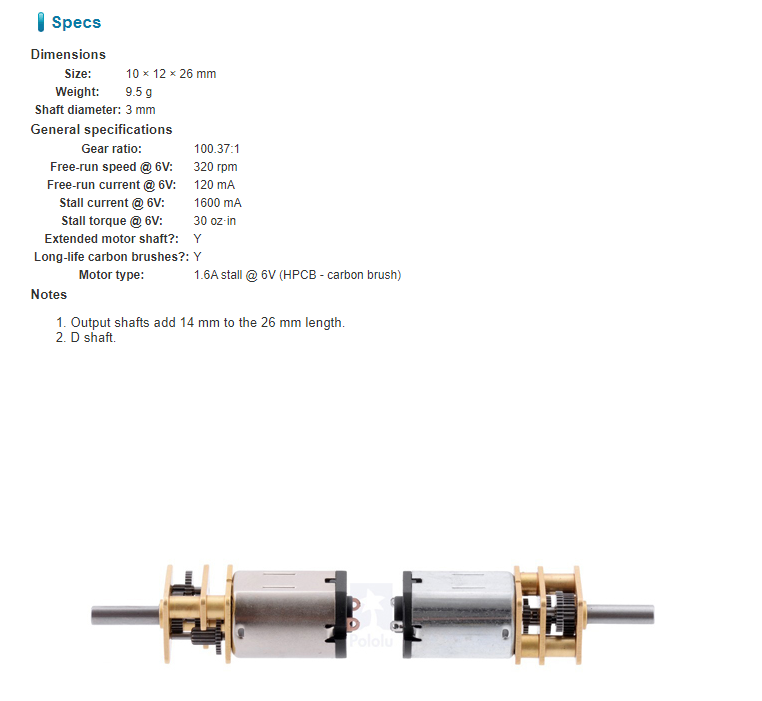 Specs
Dimensions
Size: 10 × 12 × 26 mm
Weight: 9.5 g
Shaft diameter: 3 mm
General specifications
Gear ratio: 100.37:1
Free-run speed @ 6V: 320 rpm
Free-run current @ 6V: 120 mA
Stall current @ 6V: 1600 mA
Stall torque @ 6V: 30 oz·in
Extended motor shaft?: Y
Long-life carbon brushes?: Y
Motor type: 1.6A stall @ 6V (HPCB - carbon brush)
Notes
1. Output shafts add 14 mm to the 26 mm length.
2. D shaft.
Pololu